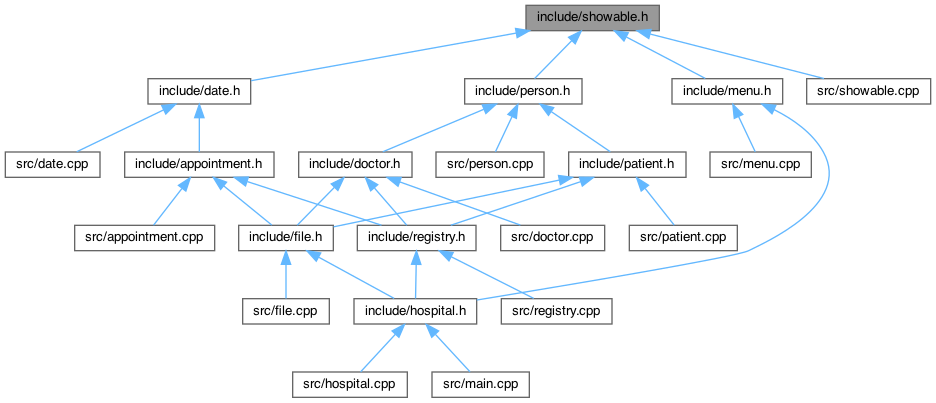 include/showable.h
include/date.h
include/person.h
include/menu.h
src/showable.cpp
src/date.cpp
include/appointment.h
include/doctor.h
src/person.cpp
include/patient.h
src/menu.cpp
src/appointment.cpp
include/file.h
include/registry.h
src/doctor.cpp
src/patient.cpp
src/file.cpp
include/hospital.h
src/registry.cpp
src/hospital.cpp
src/main.cpp